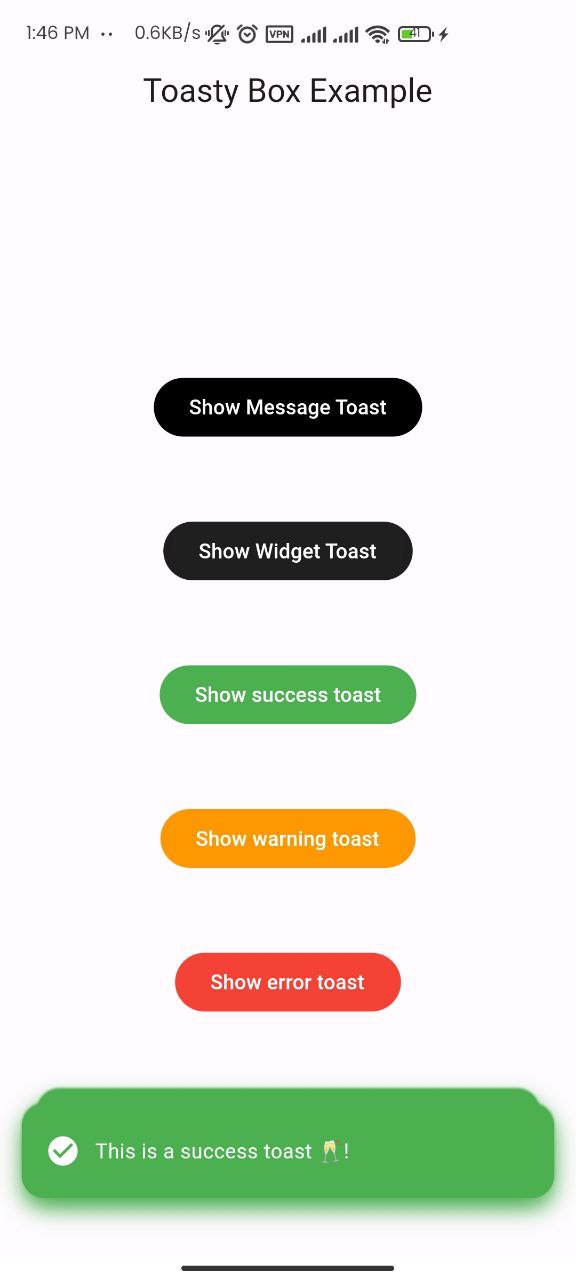 1:46 PM •• 0.6KB/s VPN 41
Toasty Box Example
Show Message Toast
Show Widget Toast
Show success toast
Show warning toast
Show error toast
This is a success toast 🥂!